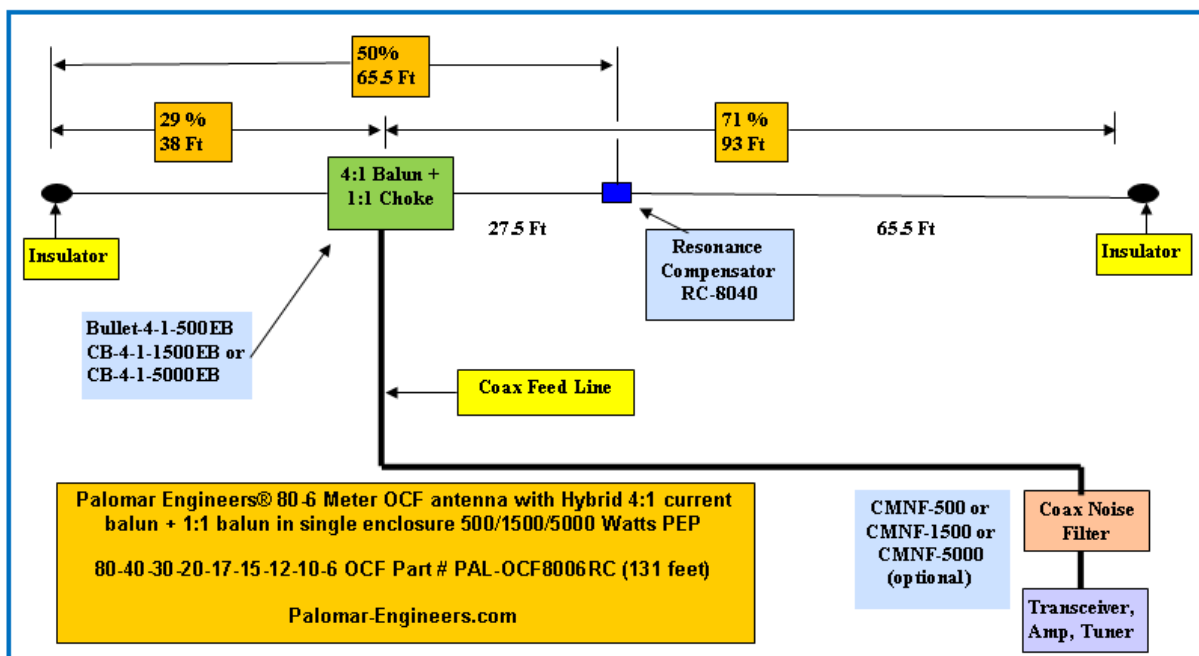 50%
65.5 Ft
29 %
38 Ft
71 %
93 Ft
4:1 Balun +
1:1 Choke
27.5 Ft
65.5 Ft
Insulator
Resonance
Compensator
RC-8040
Insulator
Bullet-4-1-500EB
CB-4-1-1500EB or
CB-4-1-5000EB
Coax Feed Line
Palomar Engineers® 80-6 Meter OCF antenna with Hybrid 4:1 current
balun + 1:1 balun in single enclosure 500/1500/5000 Watts PEP
80-40-30-20-17-15-12-10-6 OCF Part # PAL-OCF8006RC (131 feet)
Palomar-Engineers.com
CMNF-500 or
CMNF-1500 or
CMNF-5000
(optional)
Coax Noise
Filter
Transceiver,
Amp, Tuner